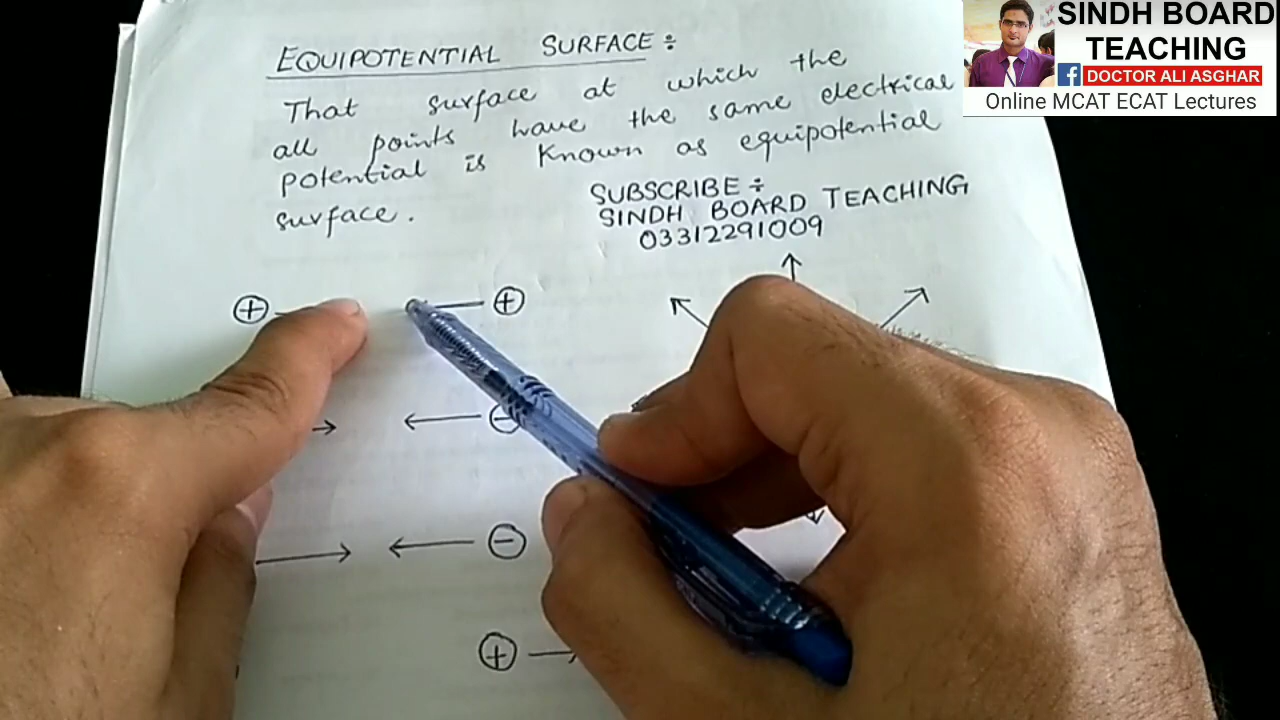 EQUIPOTENTIAL SURFACE÷
That surface at which the
all points have the same electrical
potential is known as equipotential
surface.
SUBSCRIBE÷
SINDH BOARD TEACHING
03312291009
+ +
-
-
+
SINDH BOARD
TEACHING
f DOCTOR ALI ASGHAR
Online MCAT ECAT Lectures